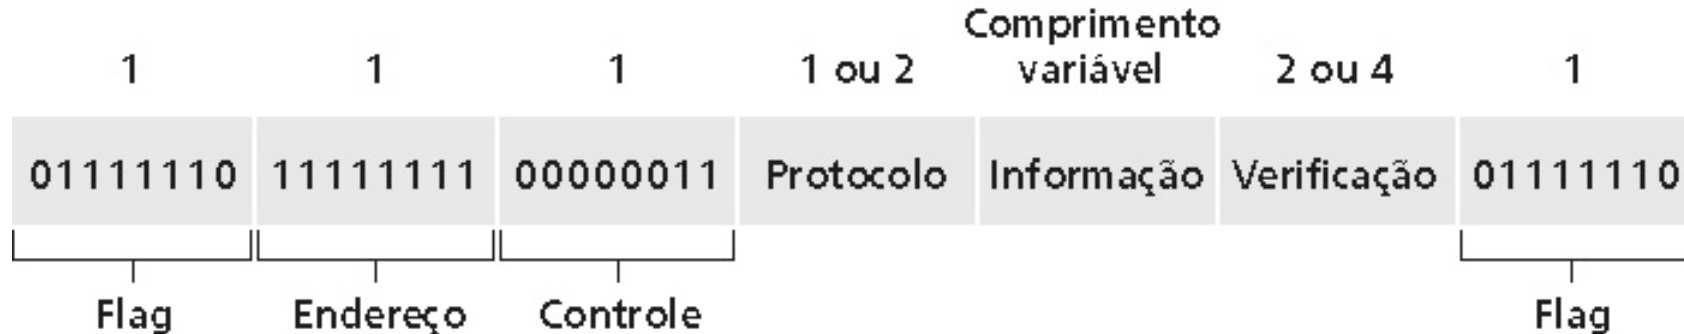 1 1 1 1 ou 2 Comprimento variável 2 ou 4 1
01111110 11111111 00000011 Protocolo Informação Verificação 01111110
Flag Endereço Controle Flag